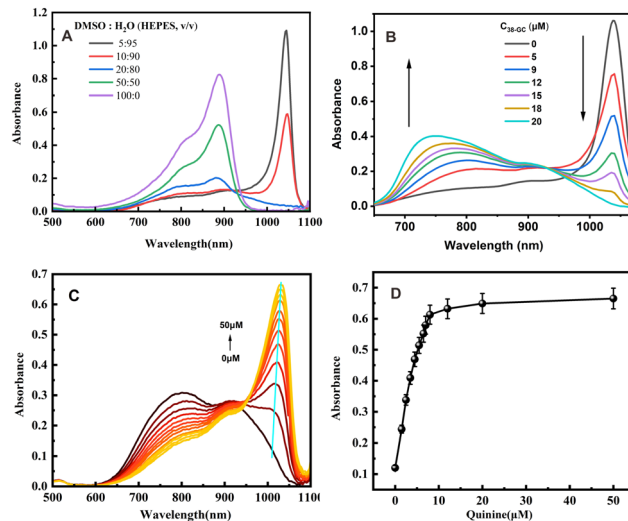 A
DMSO : H₂O (HEPES, v/v)
5:95
10:90
20:80
50:50
100:0
Absorbance
1.2
1.0
0.8
0.6
0.4
0.2
0.0
500 600 700 800 900 1000 1100
Wavelength(nm)
B
C₃₈₋GC (μM)
0
5
9
12
15
18
20
Absorbance
1.0
0.8
0.6
0.4
0.2
0.0
700 800 900 1000
Wavelength (nm)
C
50μM
0μM
Absorbance
0.7
0.6
0.5
0.4
0.3
0.2
0.1
0.0
500 600 700 800 900 1000 1100
Wavelength(nm)
D
Absorbance
0.7
0.6
0.5
0.4
0.3
0.2
0.1
0 10 20 30 40 50
Quinine(μM)